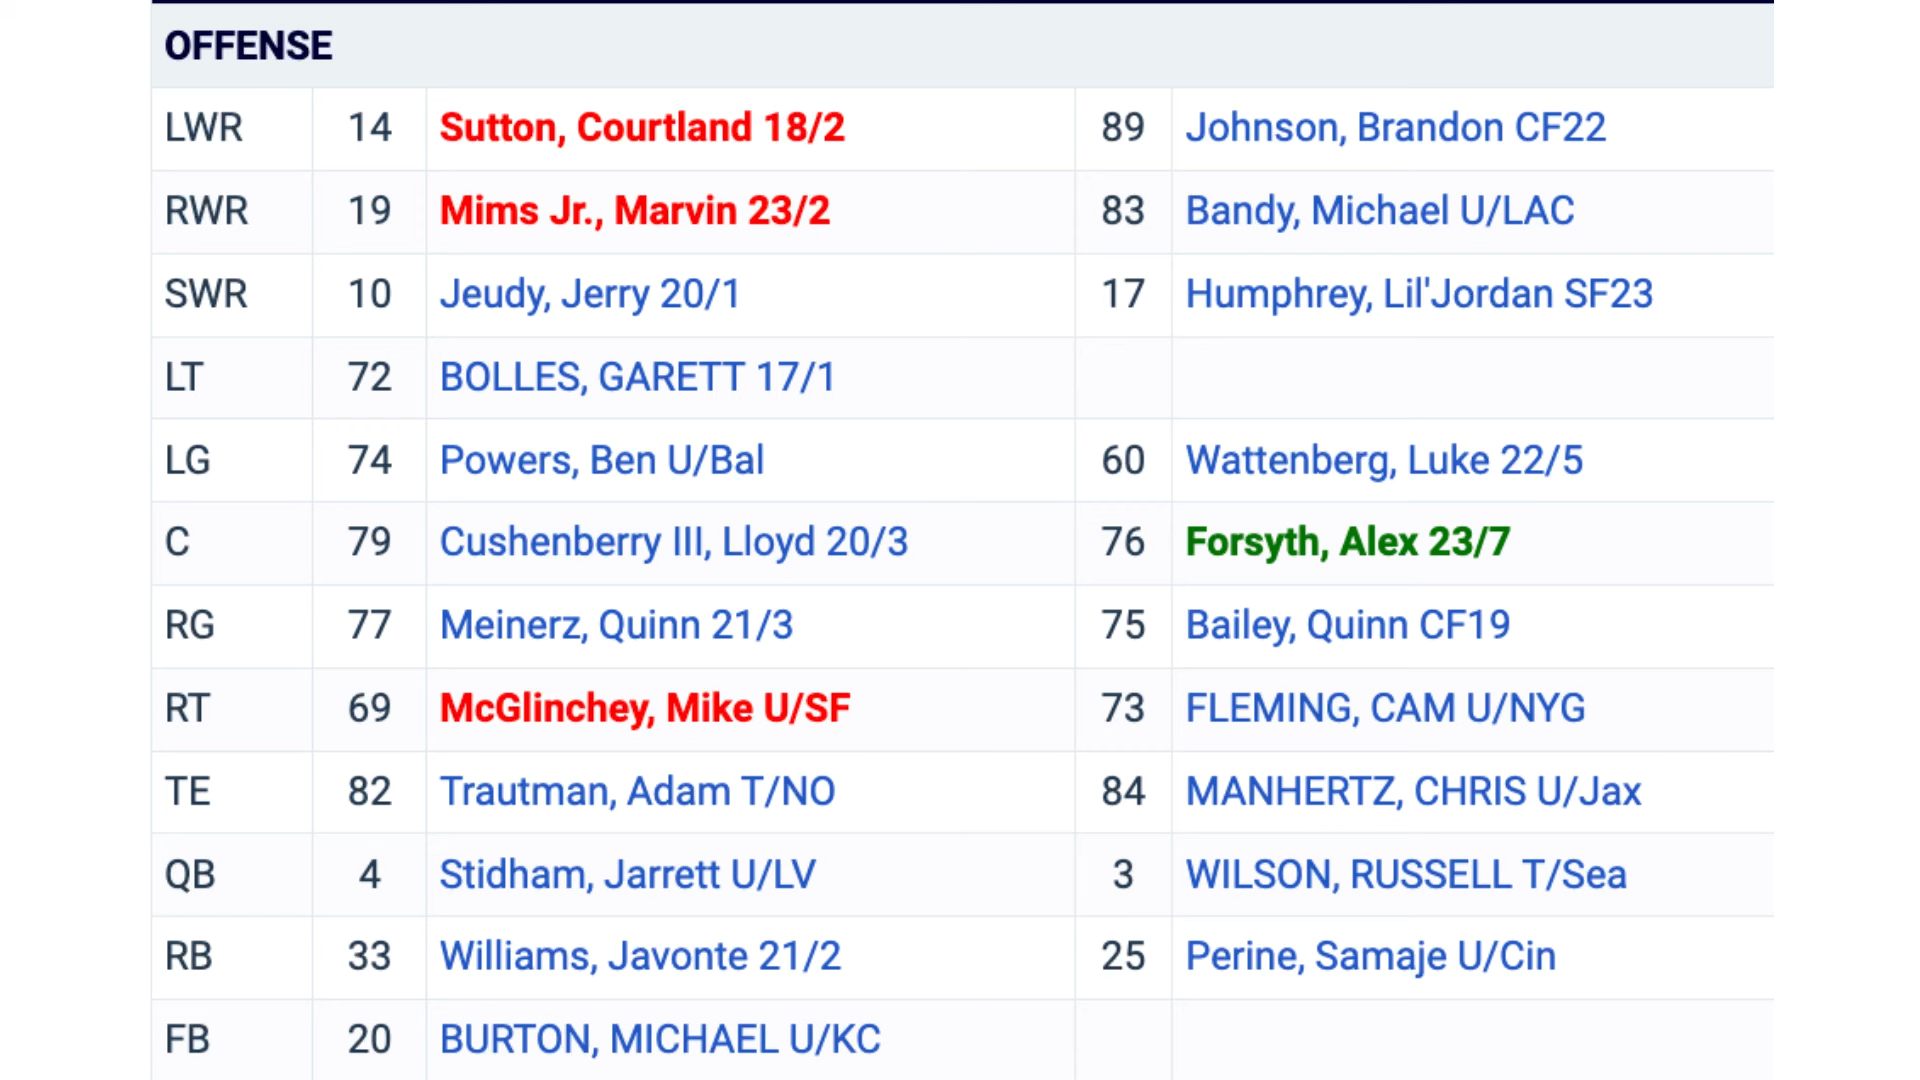 OFFENSE
LWR 14 Sutton, Courtland 18/2 89 Johnson, Brandon CF22
RWR 19 Mims Jr., Marvin 23/2 83 Bandy, Michael U/LAC
SWR 10 Jeudy, Jerry 20/1 17 Humphrey, Lil'Jordan SF23
LT 72 BOLLES, GARETT 17/1
LG 74 Powers, Ben U/Bal 60 Wattenberg, Luke 22/5
C 79 Cushenberry III, Lloyd 20/3 76 Forsyth, Alex 23/7
RG 77 Meinerz, Quinn 21/3 75 Bailey, Quinn CF19
RT 69 McGlinchey, Mike U/SF 73 FLEMING, CAM U/NYG
TE 82 Trautman, Adam T/NO 84 MANHERTZ, CHRIS U/Jax
QB 4 Stidham, Jarrett U/LV 3 WILSON, RUSSELL T/Sea
RB 33 Williams, Javonte 21/2 25 Perine, Samaje U/Cin
FB 20 BURTON, MICHAEL U/KC